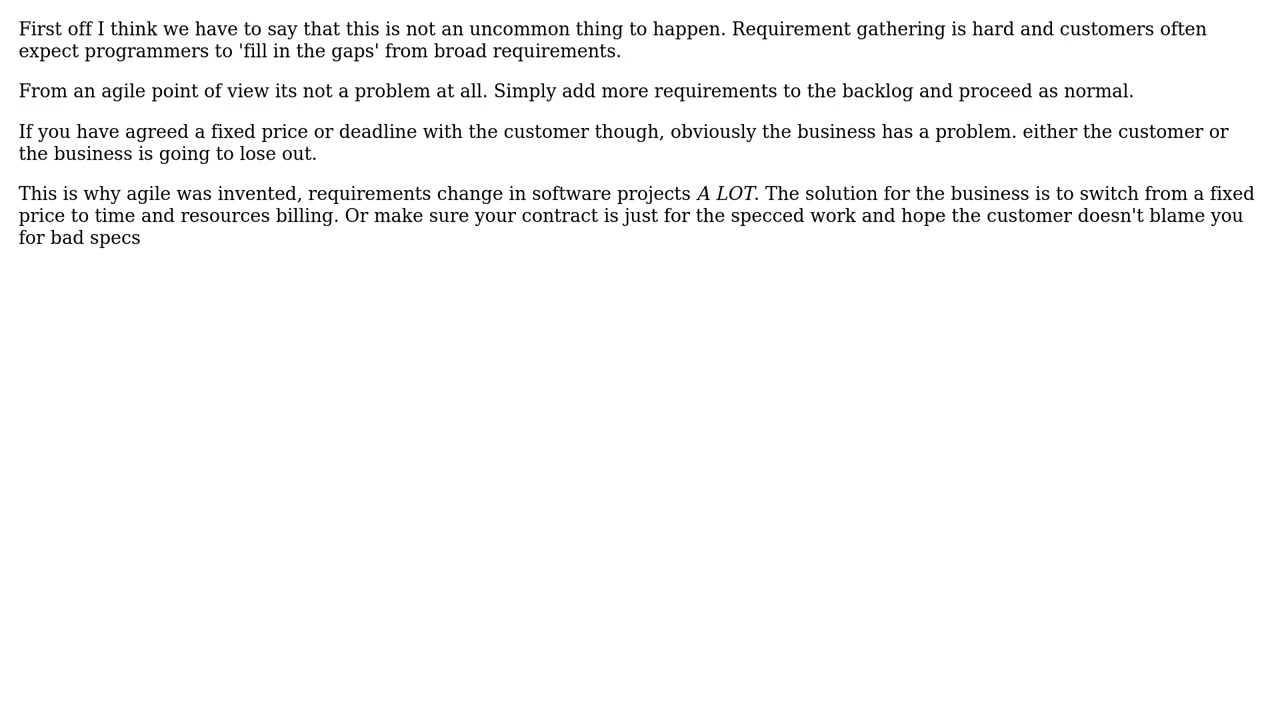 First off I think we have to say that this is not an uncommon thing to happen. Requirement gathering is hard and customers often
expect programmers to 'fill in the gaps' from broad requirements.
From an agile point of view its not a problem at all. Simply add more requirements to the backlog and proceed as normal.
If you have agreed a fixed price or deadline with the customer though, obviously the business has a problem. either the customer or
the business is going to lose out.
This is why agile was invented, requirements change in software projects A LOT. The solution for the business is to switch from a fixed
price to time and resources billing. Or make sure your contract is just for the specced work and hope the customer doesn't blame you
for bad specs